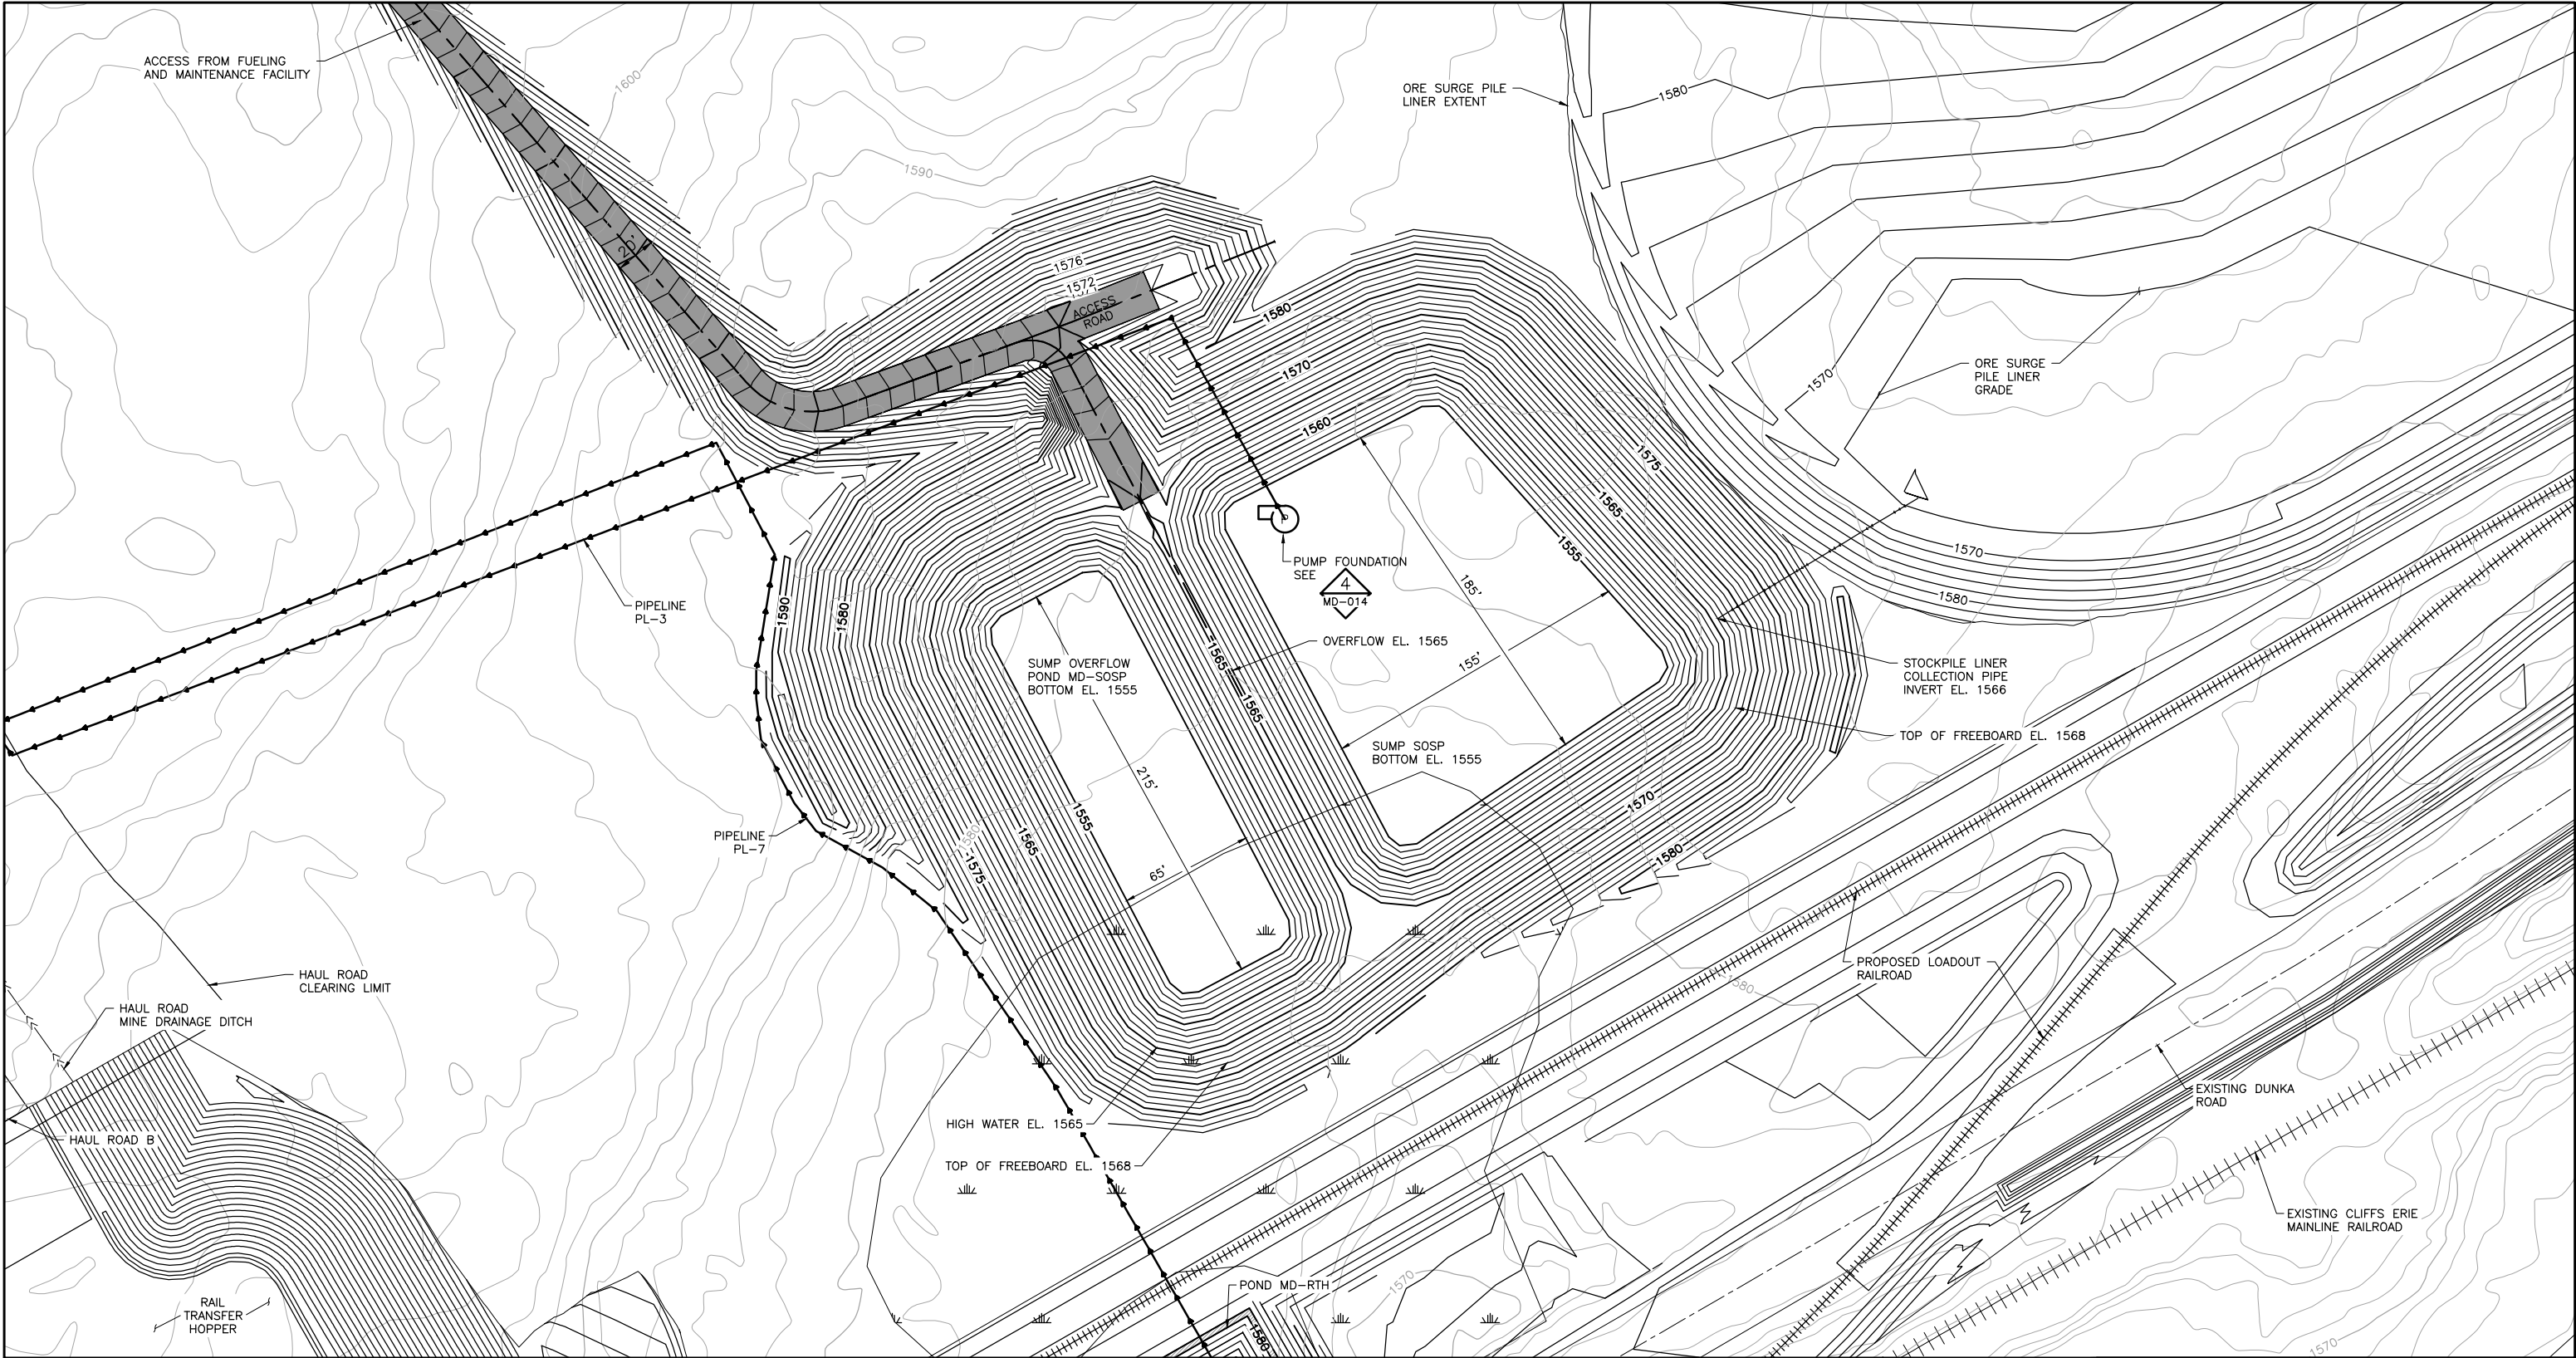 ACCESS FROM FUELING
AND MAINTENANCE FACILITY
1600
1590
ORE SURGE PILE
LINER EXTENT
1580
20'
1576
1572
ACCESS
ROAD
1580
1570
1560
1570
ORE SURGE
PILE LINER
GRADE
1575
1565
1555
1570
1580
PIPELINE
PL-3
1590
1580
PUMP FOUNDATION
SEE
4
MD-014
185'
155'
OVERFLOW EL. 1565
1565
1565
SUMP OVERFLOW
POND MD-SOSP
BOTTOM EL. 1555
STOCKPILE LINER
COLLECTION PIPE
INVERT EL. 1566
TOP OF FREEBOARD EL. 1568
SUMP SOSP
BOTTOM EL. 1555
215'
65'
1555
1565
1575
1580
1570
1580
PIPELINE
PL-7
HAUL ROAD
CLEARING LIMIT
HAUL ROAD
MINE DRAINAGE DITCH
HAUL ROAD B
PROPOSED LOADOUT
RAILROAD
1580
EXISTING DUNKA
ROAD
HIGH WATER EL. 1565
TOP OF FREEBOARD EL. 1568
EXISTING CLIFFS ERIE
MAINLINE RAILROAD
RAIL
TRANSFER
HOPPER
POND MD-RTH
1580
1570
1570